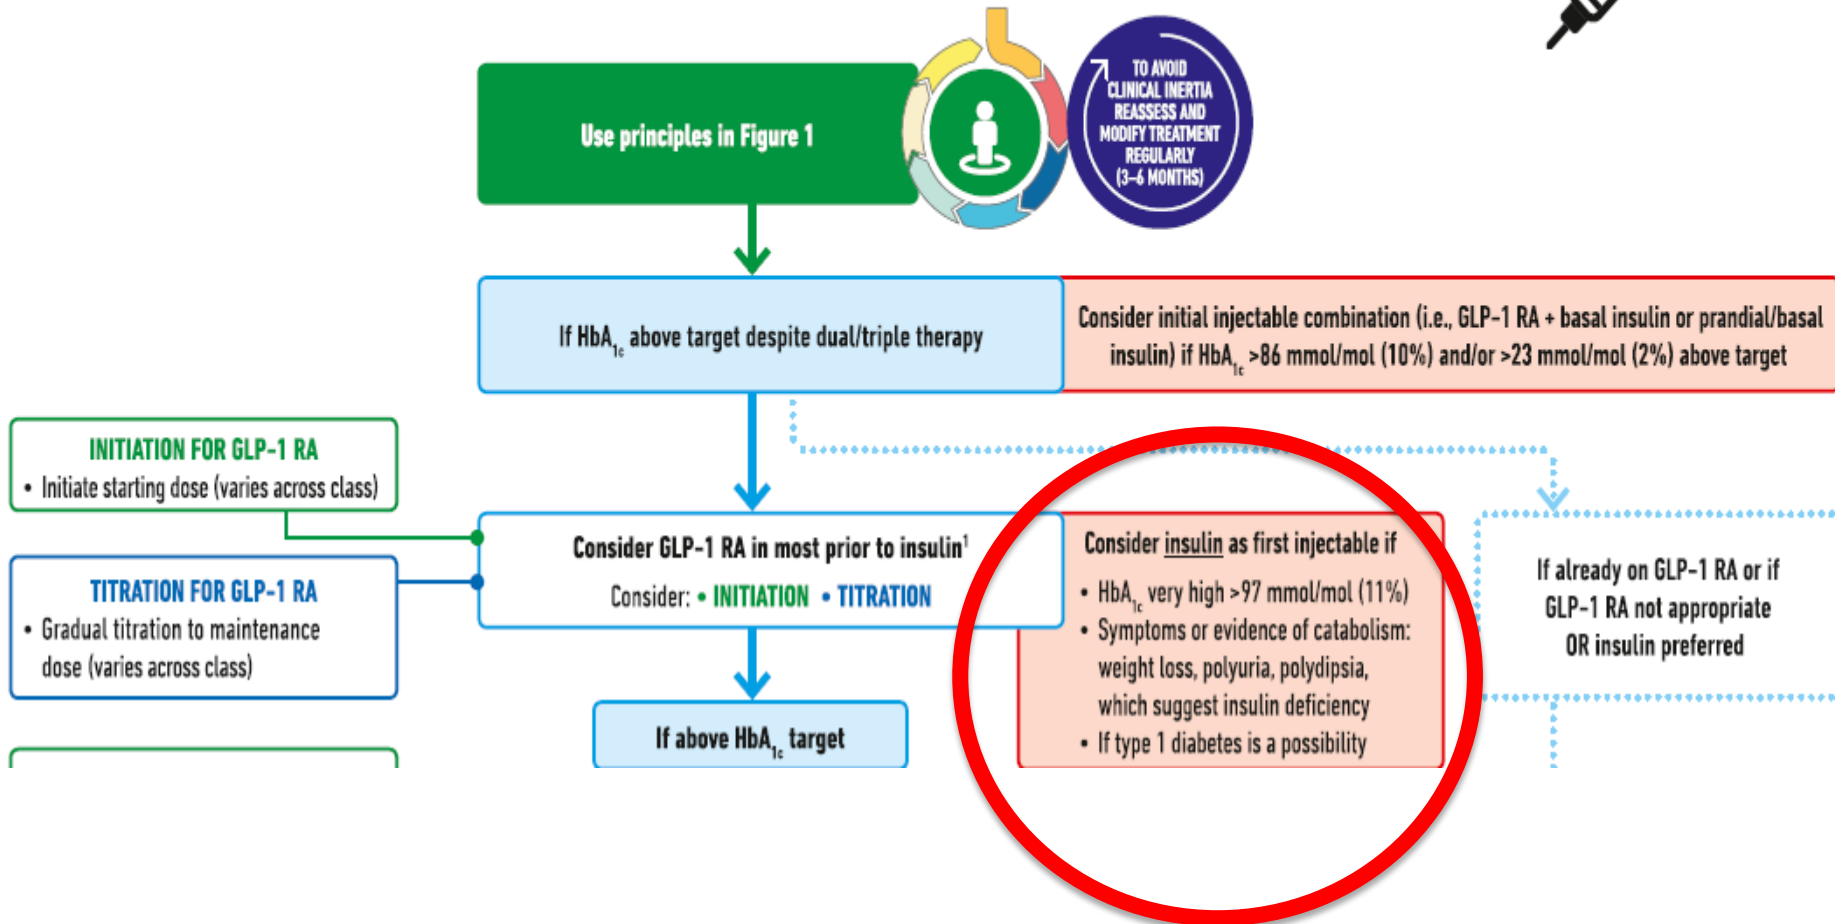 Use principles in Figure 1
TO AVOID
CLINICAL INERTIA
REASSESS AND
MODIFY TREATMENT
REGULARLY
(3–6 MONTHS)
If HbA1c above target despite dual/triple therapy
Consider initial injectable combination (i.e., GLP-1 RA + basal insulin or prandial/basal
insulin) if HbA1c >86 mmol/mol (10%) and/or >23 mmol/mol (2%) above target
INITIATION FOR GLP-1 RA
• Initiate starting dose (varies across class)
TITRATION FOR GLP-1 RA
• Gradual titration to maintenance
dose (varies across class)
Consider GLP-1 RA in most prior to insulin¹
Consider: • INITIATION • TITRATION
Consider insulin as first injectable if
• HbA1c very high >97 mmol/mol (11%)
• Symptoms or evidence of catabolism:
weight loss, polyuria, polydipsia,
which suggest insulin deficiency
• If type 1 diabetes is a possibility
If already on GLP-1 RA or if
GLP-1 RA not appropriate
OR insulin preferred
If above HbA1c target